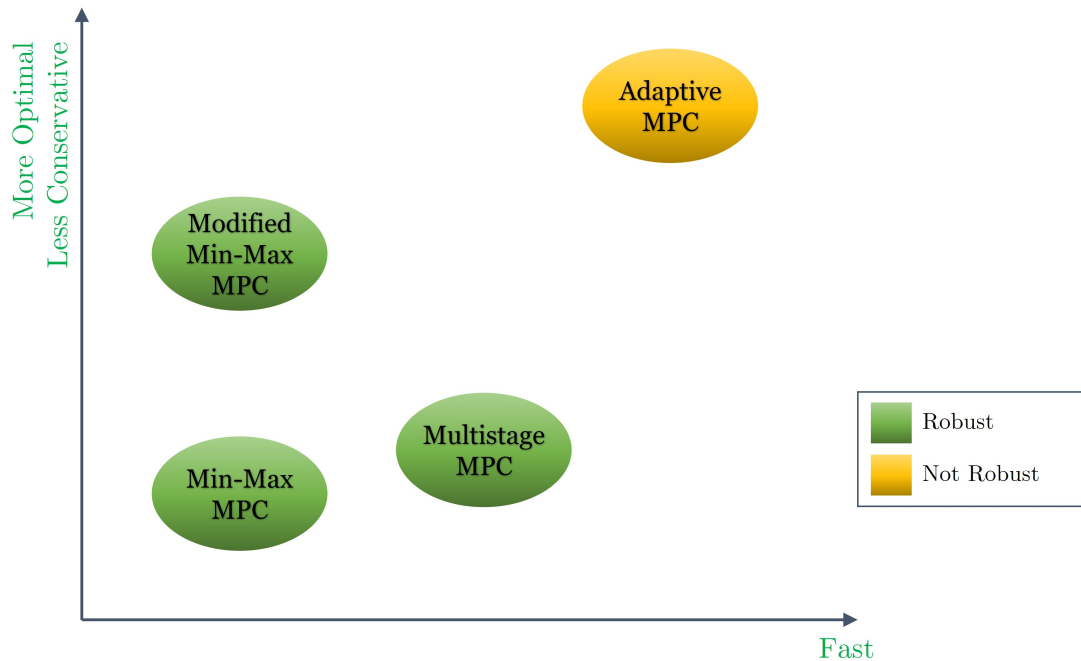 More Optimal
Less Conservative
Adaptive
MPC
Modified
Min-Max
MPC
Multistage
MPC
Min-Max
MPC
Robust
Not Robust
Fast